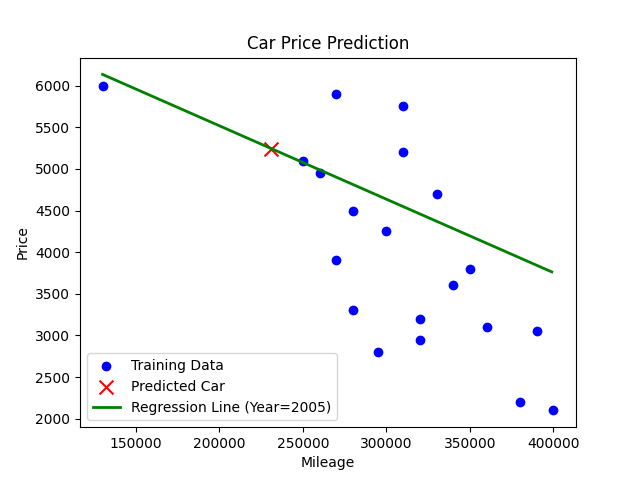 Car Price Prediction
6000
5500
5000
4500
4000
3500
3000
2500
2000
Price
Training Data
Predicted Car
Regression Line (Year=2005)
150000 200000 250000 300000 350000 400000
Mileage